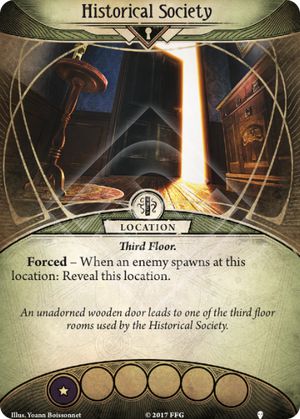 Historical Society
LOCATION
Third Floor.
Forced – When an enemy spawns at this
location: Reveal this location.
An unadorned wooden door leads to one of the third floor
rooms used by the Historical Society.
Illus. Yoann Boissonnet
© 2017 FFG